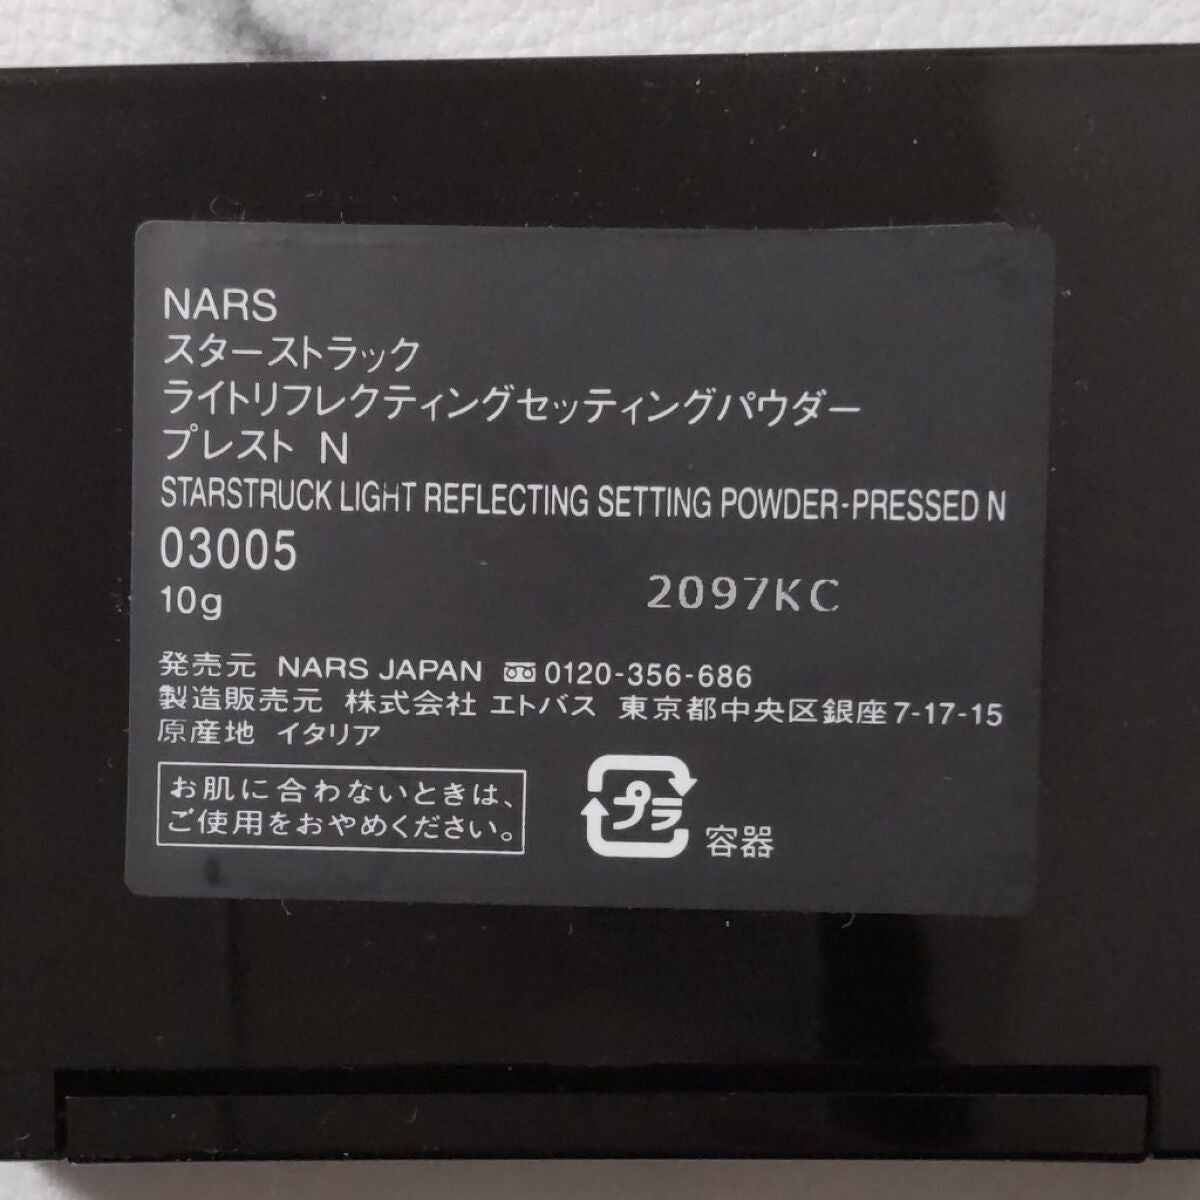 NARS
スターストラック
ライトリフレクティングセッティングパウダー
プレスト N
STARSTRUCK LIGHT REFLECTING SETTING POWDER-PRESSED N
03005
10g
2097KC
発売元 NARS JAPAN 0120-356-686
製造販売元 株式会社 エトバス 東京都中央区銀座7-17-15
原産地 イタリア
お肌に合わないときは、
ご使用をおやめください。
プラ
容器